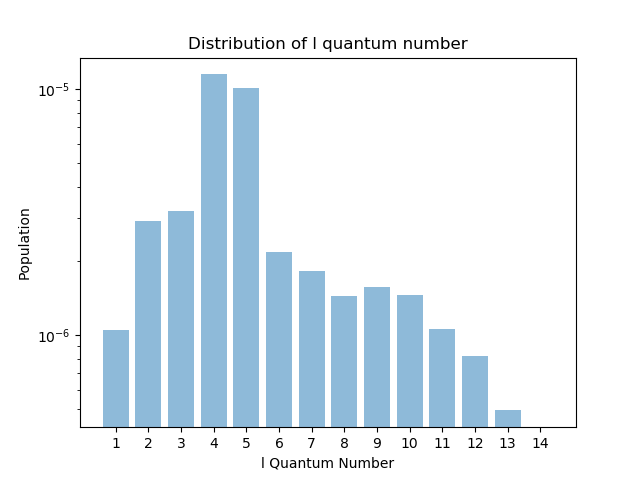 Distribution of l quantum number
10⁻⁵
10⁻⁶
Population
1 2 3 4 5 6 7 8 9 10 11 12 13 14
l Quantum Number